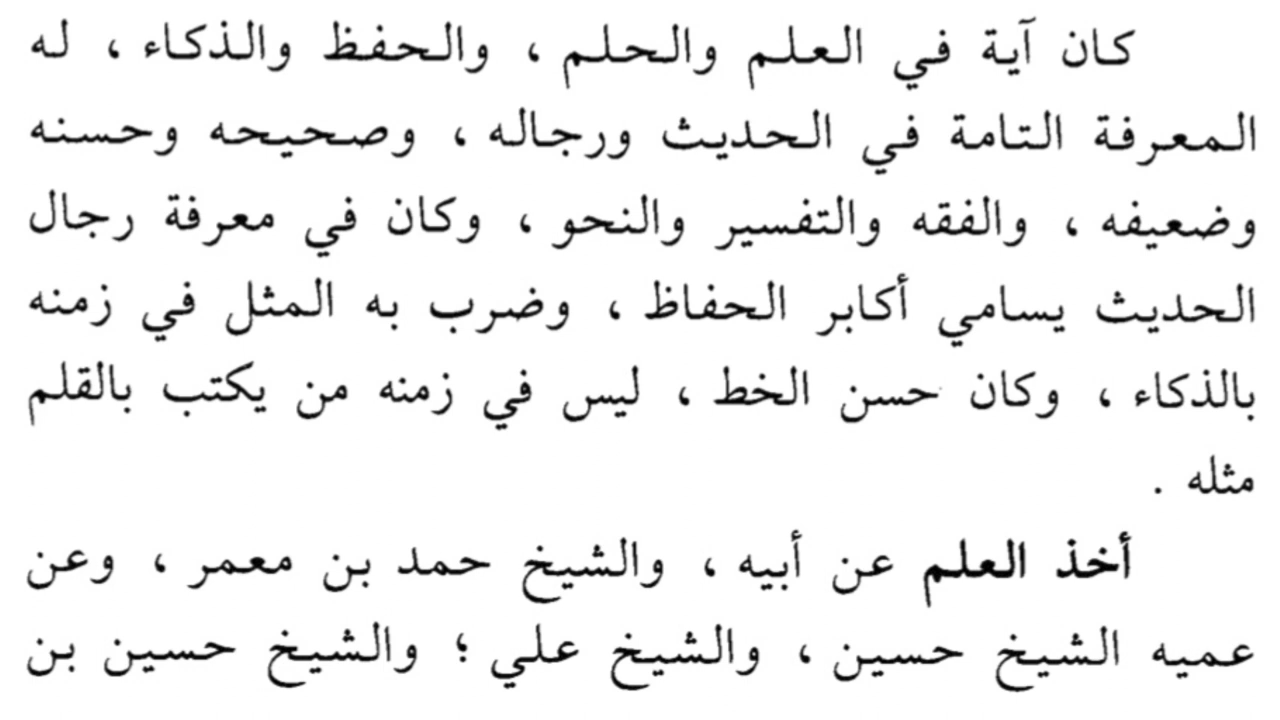 كان آية في العلم والحلم ، والحفظ والذكاء ، له
المعرفة التامة في الحديث ورجاله ، وصحيحه وحسنه
وضعيفه ، والفقه والتفسير والنحو ، وكان في معرفة رجال
الحديث يسامي أكابر الحفاظ ، وضرب به المثل في زمنه
بالذكاء ، وكان حسن الخط ، ليس في زمنه من يكتب بالقلم
مثله .
أخذ العلم عن أبيه ، والشيخ حمد بن معمر ، وعن
عميه الشيخ حسين ، والشيخ علي ؛ والشيخ حسين بن